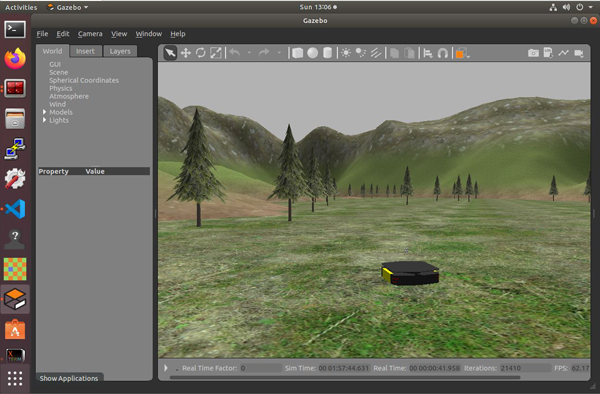 Activities Gazebo Sun 13:06
Gazebo
File Edit Camera View Window Help
World Insert Layers
GUI
Scene
Spherical Coordinates
Physics
Atmosphere
Wind
Models
Lights
Property Value
Real Time Factor: 0 Sim Time: 00 01:57:44.631 Real Time: 00 00:00:41.958 Iterations: 21410 FPS: 62.17
Show Applications